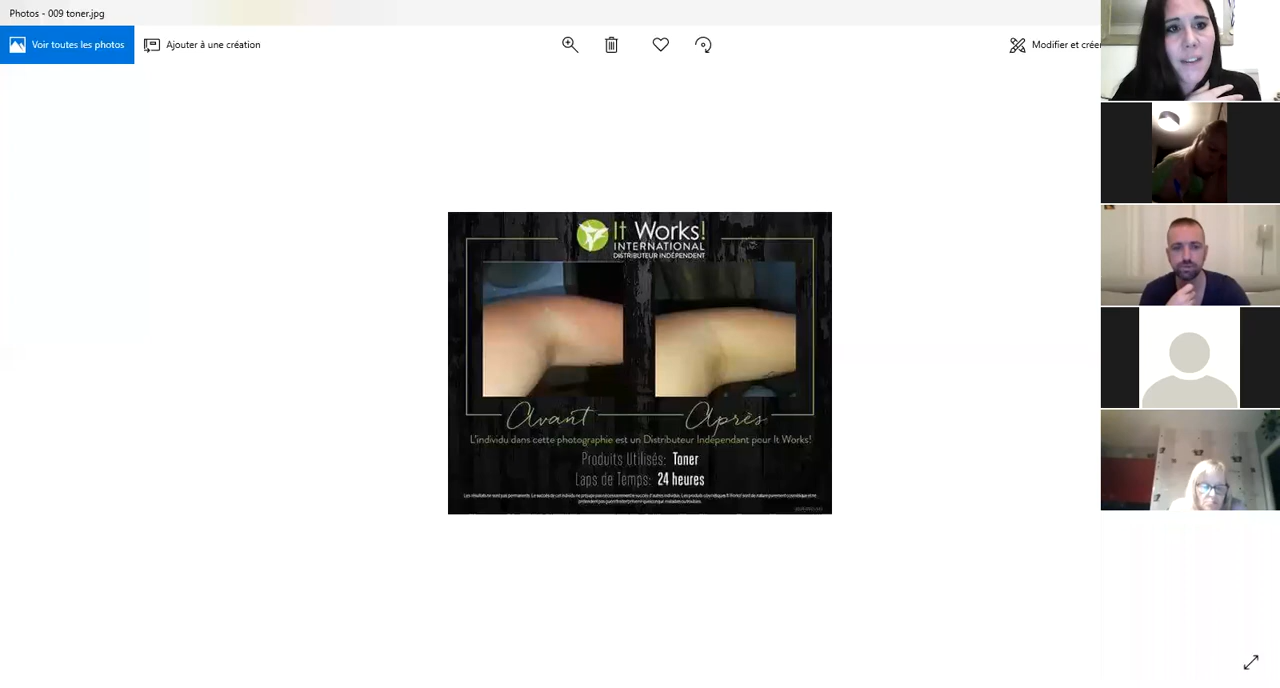 Photos - 009 toner.jpg
Voir toutes les photos
Ajouter à une création
Modifier et créer
It Works!
INTERNATIONAL
DISTRIBUTEUR INDÉPENDENT
Avant Après
L'individu dans cette photographie est un Distributeur Indépendant pour It Works!
Produits Utilisés: Toner
Laps de Temps: 24 heures